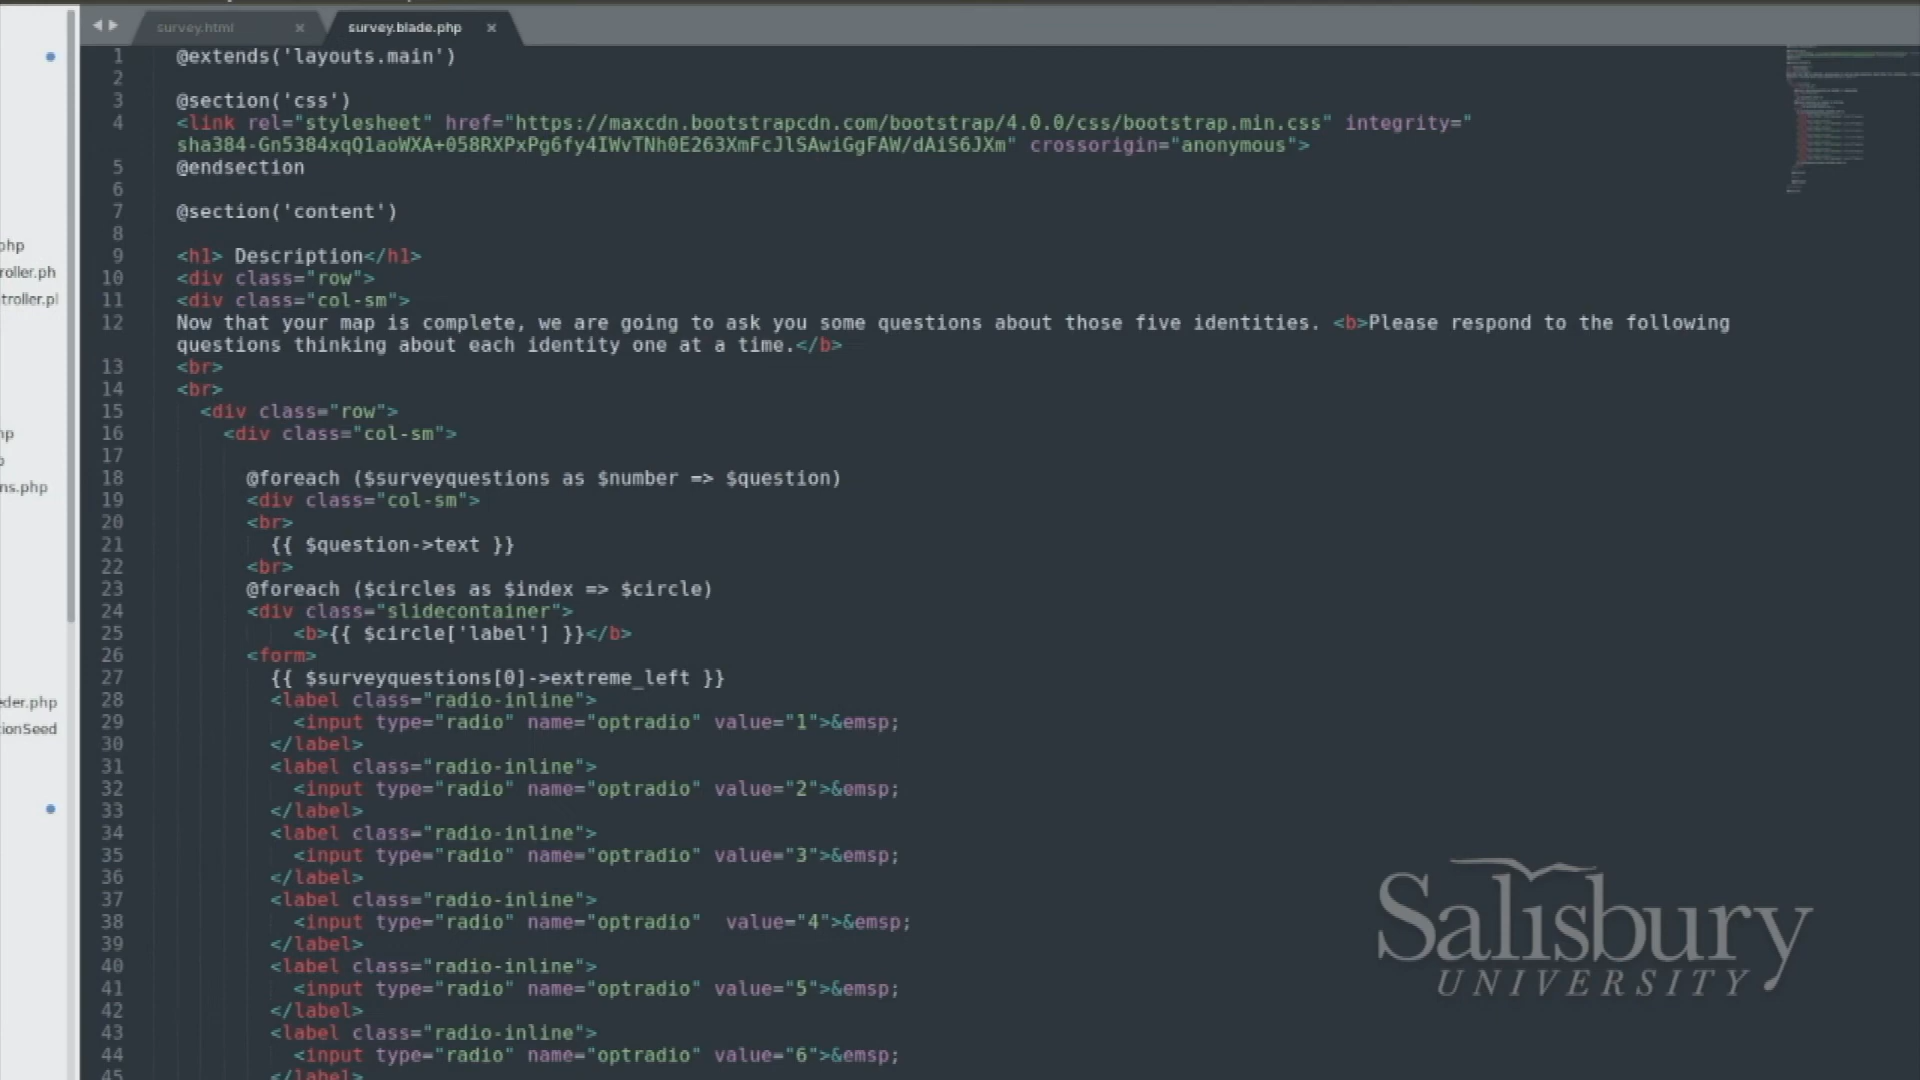 survey.html x
survey.blade.php x
1 @extends('layouts.main')
2
3 @section('css')
4 <link rel="stylesheet" href="https://maxcdn.bootstrapcdn.com/bootstrap/4.0.0/css/bootstrap.min.css" integrity="
sha384-Gn5384xqQ1aoWXA+058RXPxPg6fy4IWvTNh0E263XmFcJlSAwiGgFAW/dAiS6JXm" crossorigin="anonymous">
5 @endsection
6
7 @section('content')
8
9 <h1> Description</h1>
10 <div class="row">
11 <div class="col-sm">
12 Now that your map is complete, we are going to ask you some questions about those five identities. <b>Please respond to the following
questions thinking about each identity one at a time.</b>
13 <br>
14 <br>
15 <div class="row">
16 <div class="col-sm">
17
18 @foreach ($surveyquestions as $number => $question)
19 <div class="col-sm">
20 <br>
21 {{ $question->text }}
22 <br>
23 @foreach ($circles as $index => $circle)
24 <div class="slidecontainer">
25 <b>{{ $circle['label'] }}</b>
26 <form>
27 {{ $surveyquestions[0]->extreme_left }}
28 <label class="radio-inline">
29 <input type="radio" name="optradio" value="1">&emsp;
30 </label>
31 <label class="radio-inline">
32 <input type="radio" name="optradio" value="2">&emsp;
33 </label>
34 <label class="radio-inline">
35 <input type="radio" name="optradio" value="3">&emsp;
36 </label>
37 <label class="radio-inline">
38 <input type="radio" name="optradio"  value="4">&emsp;
39 </label>
40 <label class="radio-inline">
41 <input type="radio" name="optradio" value="5">&emsp;
42 </label>
43 <label class="radio-inline">
44 <input type="radio" name="optradio" value="6">&emsp;
45 </label>
php
roller.ph
troller.pl
ns.php
eder.php
ionSeed
Salisbury
UNIVERSITY